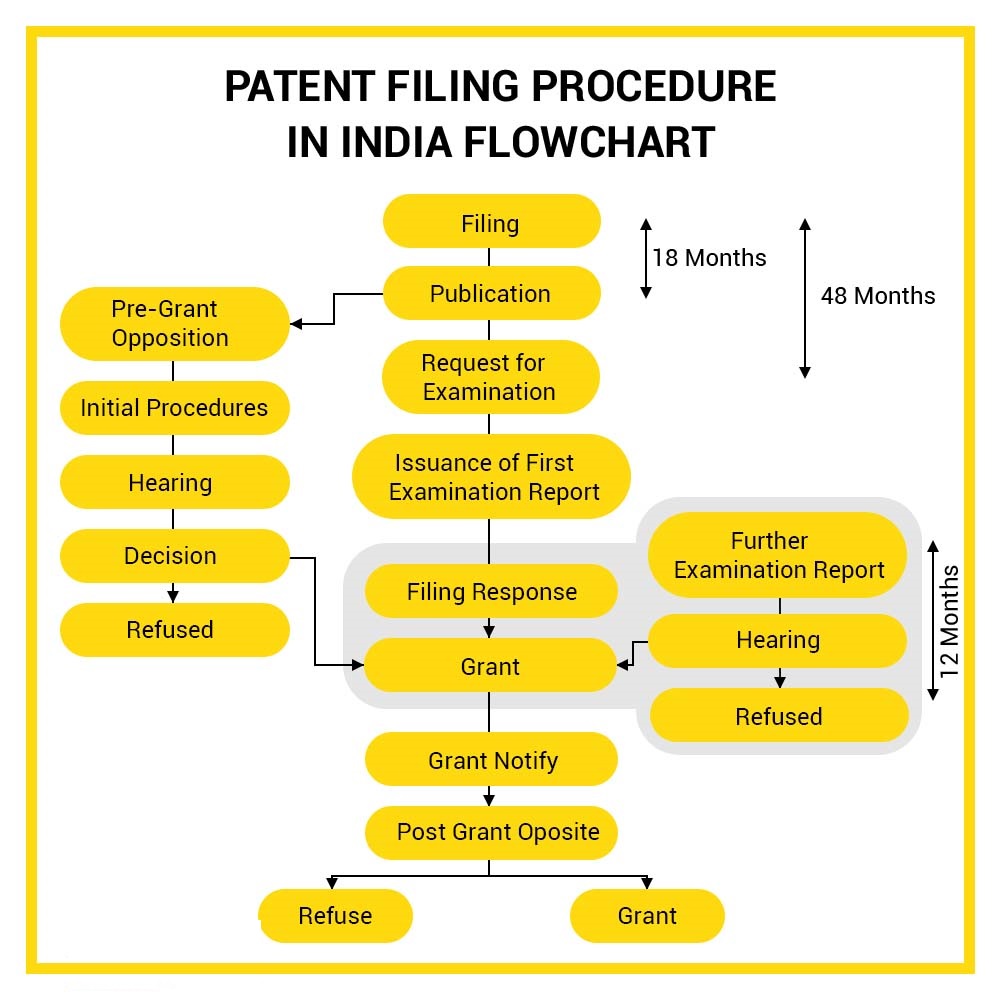 PATENT FILING PROCEDURE
IN INDIA FLOWCHART
Filing
18 Months
48 Months
Publication
Pre-Grant
Opposition
Request for
Examination
Initial Procedures
Issuance of First
Examination Report
Hearing
Decision
Further
Examination Report
12 Months
Filing Response
Refused
Hearing
Grant
Refused
Grant Notify
Post Grant Oposite
Refuse
Grant